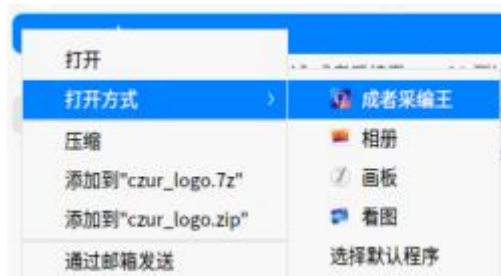 打开
打开方式
压缩
添加到"czur_logo.7z"
添加到"czur_logo.zip"
通过邮箱发送
成者采编王
相册
画板
看图
选择默认程序